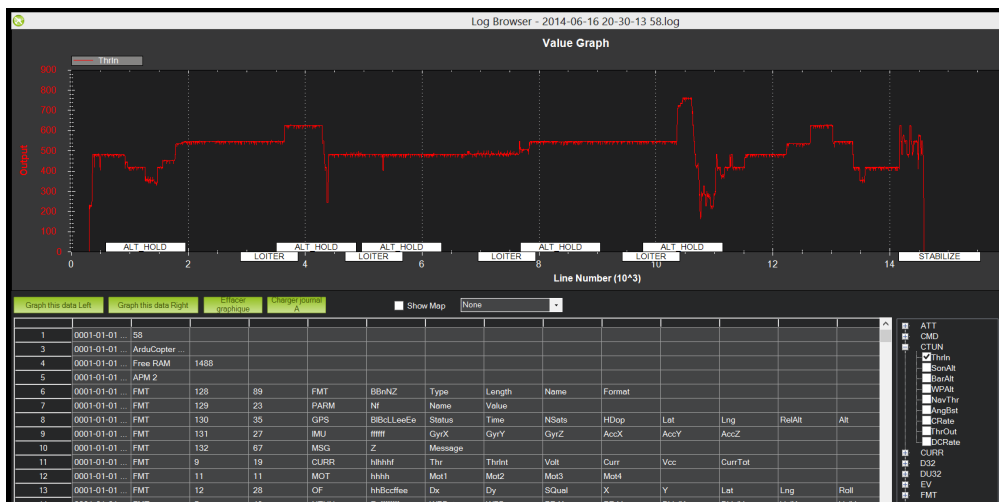 Log Browser - 2014-06-16 20-30-13 58.log
Value Graph
ThrIn
900
800
700
600
500
400
300
200
100
0
Output
ALT_HOLD ALT_HOLD ALT_HOLD ALT_HOLD ALT_HOLD
LOITER LOITER LOITER LOITER STABILIZE
0 2 4 6 8 10 12 14
Line Number (10^3)
Graph this data Left Graph this data Right Effacer graphique Charger journal A Show Map None
1 0001-01-01 ... 58
3 0001-01-01 ... ArduCopter ...
4 0001-01-01 ... Free RAM 1488
5 0001-01-01 ... APM 2
6 0001-01-01 ... FMT 128 89 FMT BBnNZ Type Length Name Format
7 0001-01-01 ... FMT 129 23 PARM Nf Name Value
8 0001-01-01 ... FMT 130 35 GPS BIBcLLeeEe Status Time NSats HDop Lat Lng RelAlt Alt
9 0001-01-01 ... FMT 131 27 IMU ffffff GyrX GyrY GyrZ AccX AccY AccZ
10 0001-01-01 ... FMT 132 67 MSG Z Message
11 0001-01-01 ... FMT 9 19 CURR hIhhhf Thr ThrInt Volt Curr Vcc CurrTot
12 0001-01-01 ... FMT 11 11 MOT hhhh Mot1 Mot2 Mot3 Mot4
13 0001-01-01 ... FMT 12 28 OF hhBccffee Dx Dy SQual X Y Lat Lng Roll
ATT
CMD
CTUN
ThrIn
SonAlt
BarAlt
WPAlt
NavThr
AngBst
CRate
ThrOut
DCRate
CURR
D32
DU32
EV
FMT